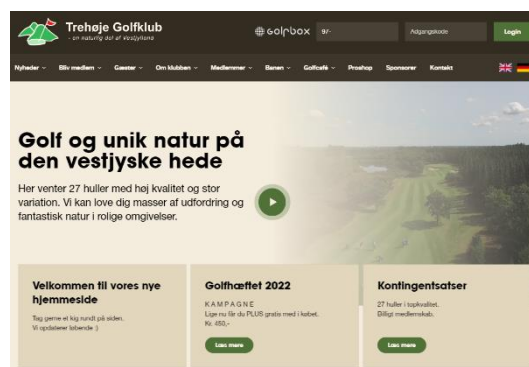 Trehøje Golfklub
- en naturlig del af Vestjylland
GolfBox
97-
Adgangskode
Login
Nyheder
Bliv medlem
Gæster
Om klubben
Medlemmer
Banen
Golfcafé
Proshop
Sponsorer
Kontakt
Golf og unik natur på
den vestjyske hede
Her venter 27 huller med høj kvalitet og stor
variation. Vi kan love dig masser af udfordring og
fantastisk natur i rolige omgivelser.
Velkommen til vores nye
hjemmeside
Tag gerne et kig rundt på siden.
Vi opdaterer løbende :)
Golfhæftet 2022
KAMPAGNE
Lige nu får du PLUS gratis med i købet.
Kr. 450,-
Læs mere
Kontingentsatser
27 huller i topkvalitet.
Billigt medlemskab.
Læs mere